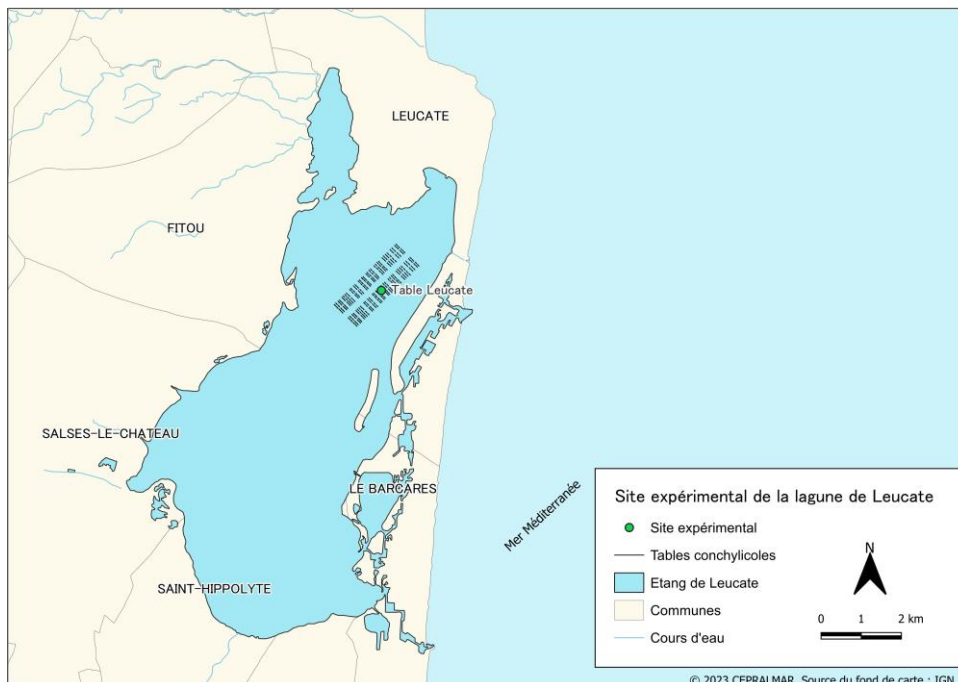 LEUCATE
FITOU
Table Leucate
SALSES-LE-CHATEAU
LE BARCARES
SAINT-HIPPOLYTE
Mer Méditerranée
Site expérimental de la lagune de Leucate
Site expérimental
Tables conchylicoles
Etang de Leucate
Communes
Cours d'eau
N
0 1 2 km
© 2023 CEPRALMAR. Source du fond de carte : IGN